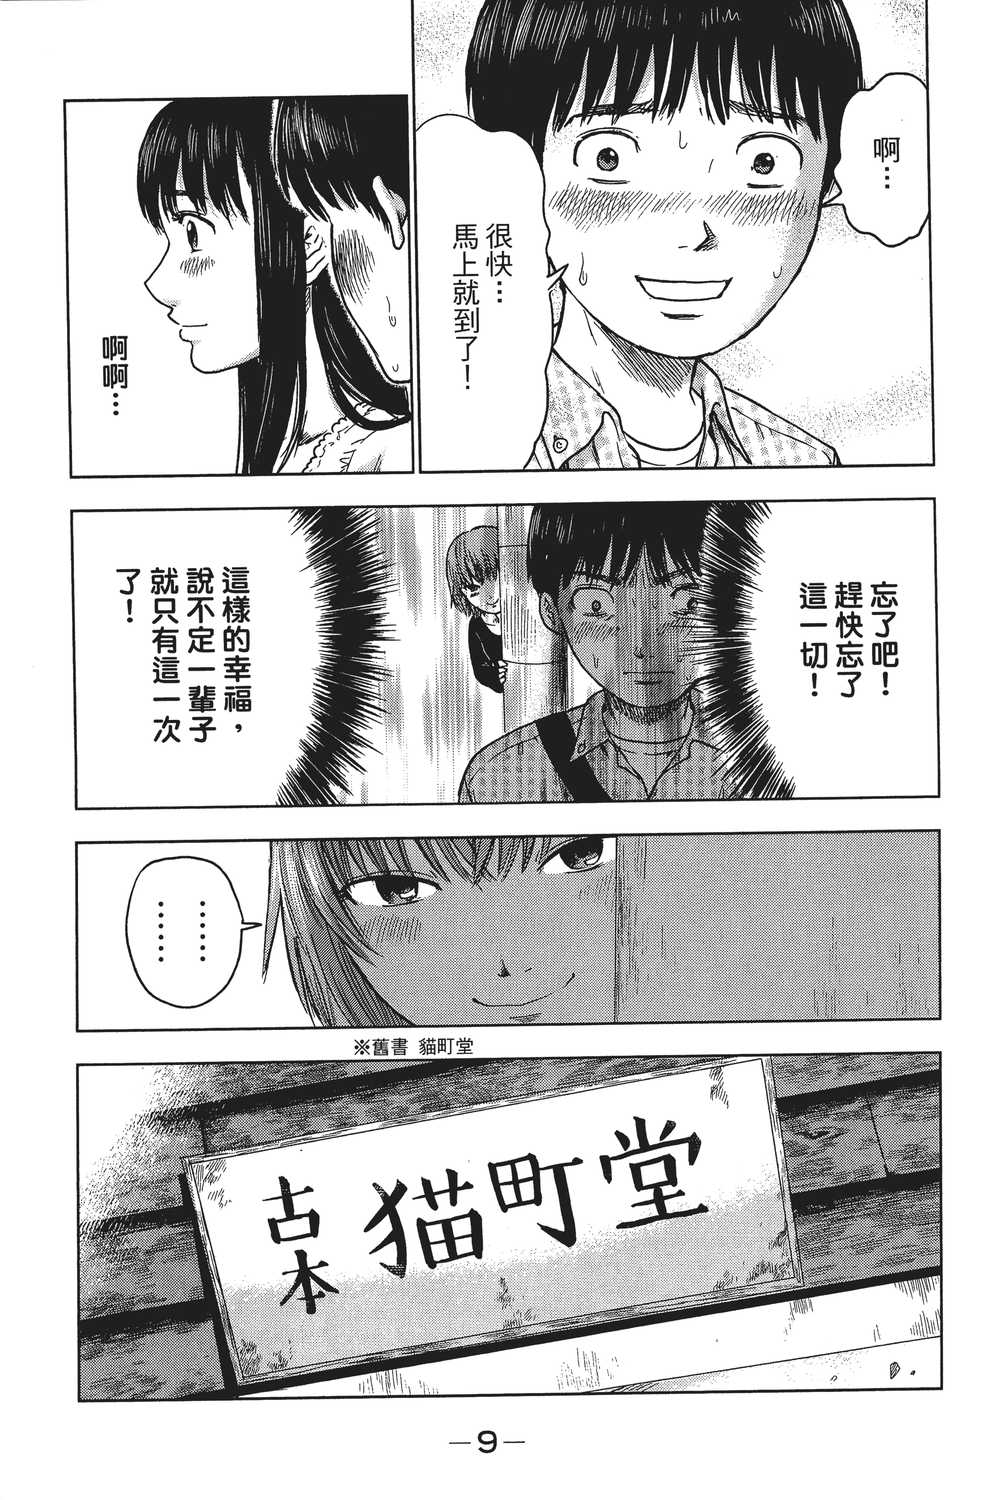 啊…
很快…
馬上就到了！
啊啊…
忘了吧！
趕快忘了
這一切！
這樣的幸福，
說不定一輩子
就只有這一次
了！
………
………
※舊書 貓町堂
古本 猫町堂
—9—